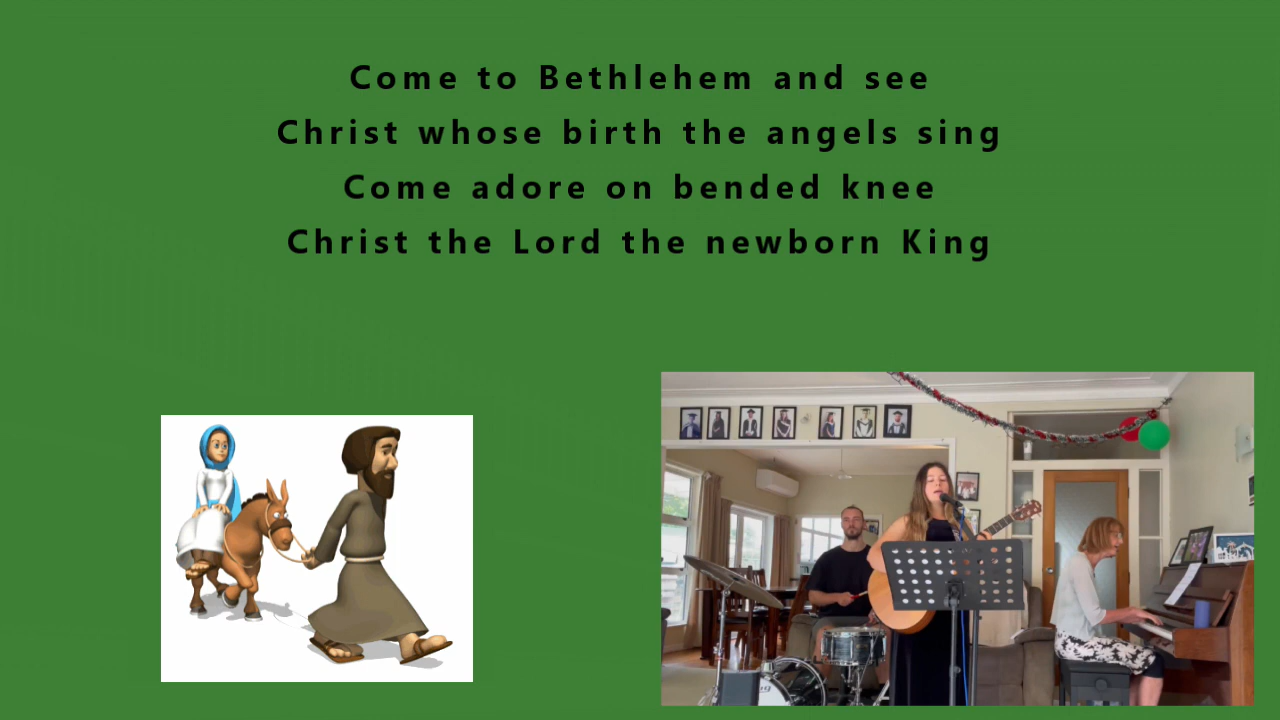 Come to Bethlehem and see
Christ whose birth the angels sing
Come adore on bended knee
Christ the Lord the newborn King